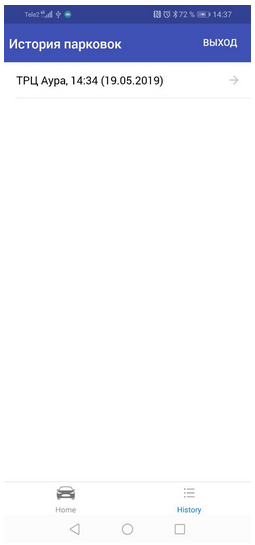 Tele2 72 % 14:37
История парковок ВЫХОД
ТРЦ Аура, 14:34 (19.05.2019)
Home History